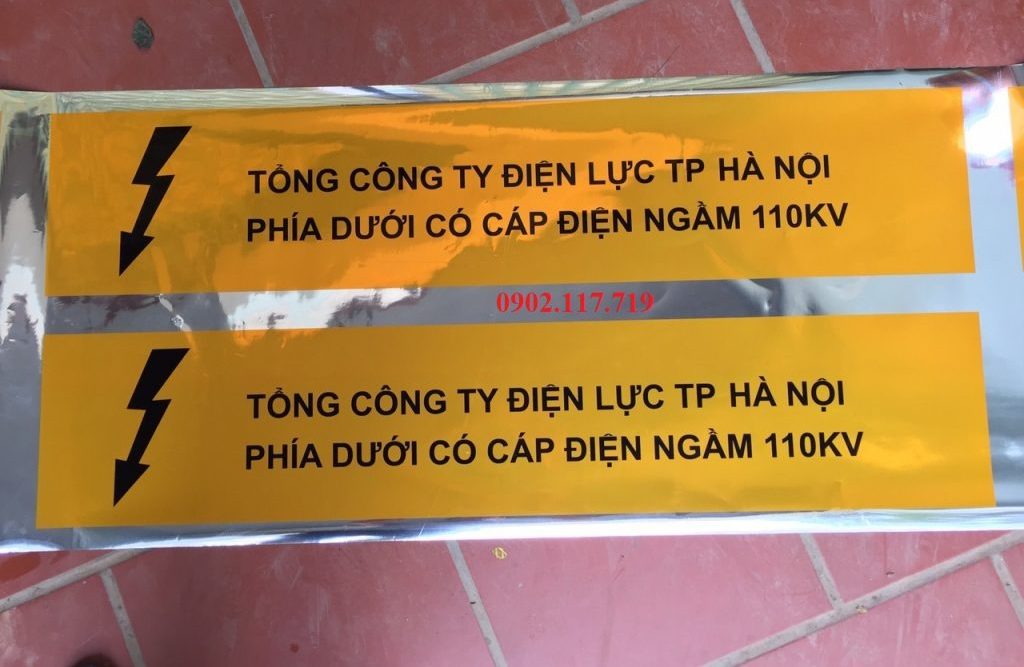 TỔNG CÔNG TY ĐIỆN LỰC TP HÀ NỘI
PHÍA DƯỚI CÓ CÁP ĐIỆN NGẦM 110KV
0902.117.719
TỔNG CÔNG TY ĐIỆN LỰC TP HÀ NỘI
PHÍA DƯỚI CÓ CÁP ĐIỆN NGẦM 110KV